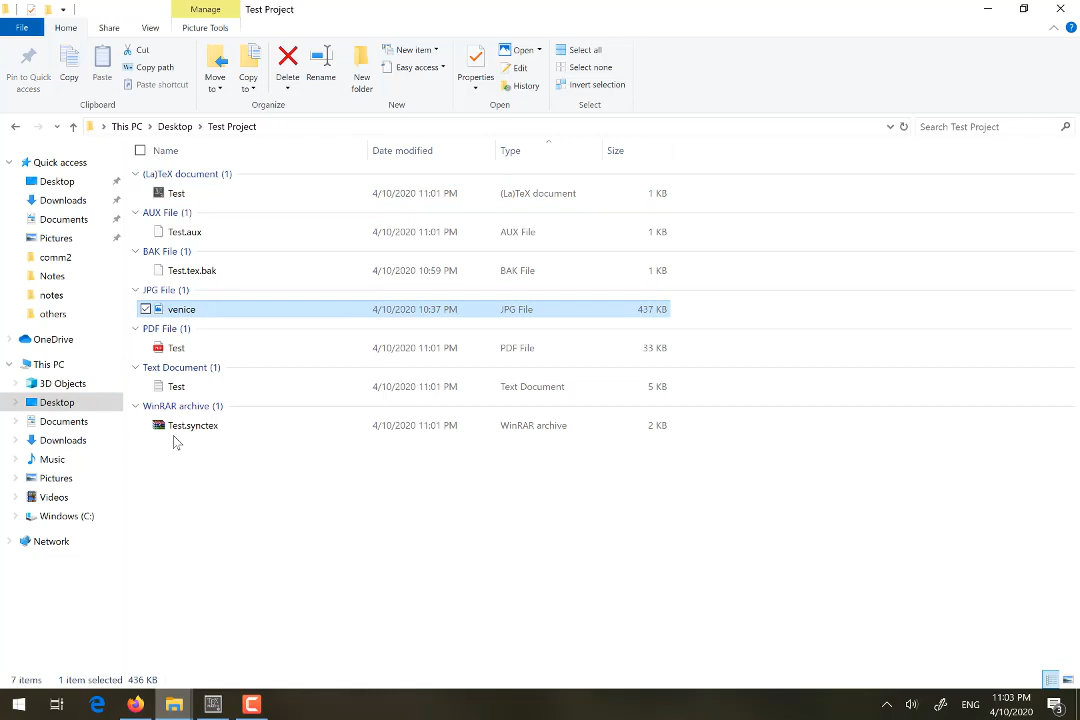 Manage
Test Project
File
Home
Share
View
Picture Tools
Pin to Quick access
Copy
Paste
Cut
Copy path
Paste shortcut
Clipboard
Move to
Copy to
Delete
Rename
Organize
New folder
New item
Easy access
New
Properties
Open
Edit
History
Open
Select all
Select none
Invert selection
Select
This PC
Desktop
Test Project
Search Test Project
Name
Date modified
Type
Size
Quick access
Desktop
Downloads
Documents
Pictures
comm2
Notes
notes
others
OneDrive
This PC
3D Objects
Desktop
Documents
Downloads
Music
Pictures
Videos
Windows (C:)
Network
(La)TeX document (1)
Test 4/10/2020 11:01 PM (La)TeX document 1 KB
AUX File (1)
Test.aux 4/10/2020 11:01 PM AUX File 1 KB
BAK File (1)
Test.tex.bak 4/10/2020 10:59 PM BAK File 1 KB
JPG File (1)
venice 4/10/2020 10:37 PM JPG File 437 KB
PDF File (1)
Test 4/10/2020 11:01 PM PDF File 33 KB
Text Document (1)
Test 4/10/2020 11:01 PM Text Document 5 KB
WinRAR archive (1)
Test.synctex 4/10/2020 11:01 PM WinRAR archive 2 KB
7 items 1 item selected 436 KB
ENG
11:03 PM
4/10/2020
3